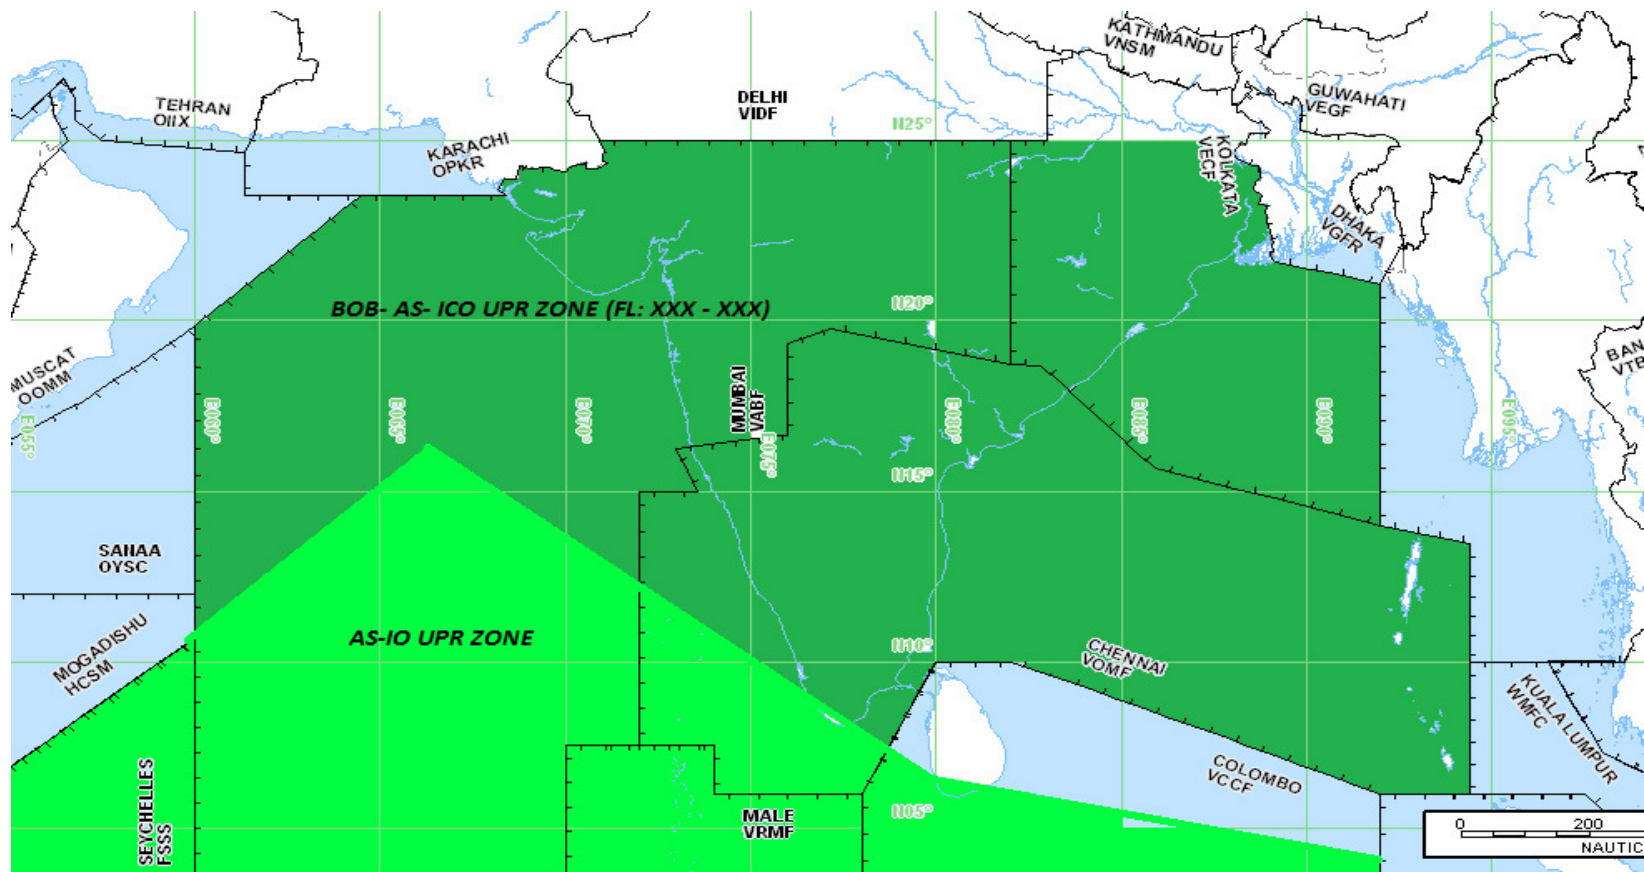 KATHMANDU
VNSM
TEHRAN
OIIX
DELHI
VIDF
GUWAHATI
VEGF
N25°
KARACHI
OPKR
KOLKATA
VECF
DHAKA
VGFR
BOB- AS- ICO UPR ZONE (FL: XXX - XXX)
N20°
MUSCAT
OOMM
BAN
VTB
MUMBAI
VABF
E055°
E060°
E065°
E070°
E075°
E080°
E085°
E090°
E095°
N15°
SANAA
OYSC
MOGADISHU
HCSM
AS-IO UPR ZONE
N10°
CHENNAI
VOMF
KUALA LUMPUR
WMFC
COLOMBO
VCCF
SEYCHELLES
FSSS
MALE
VRMF
N05°
0 200
NAUTIC